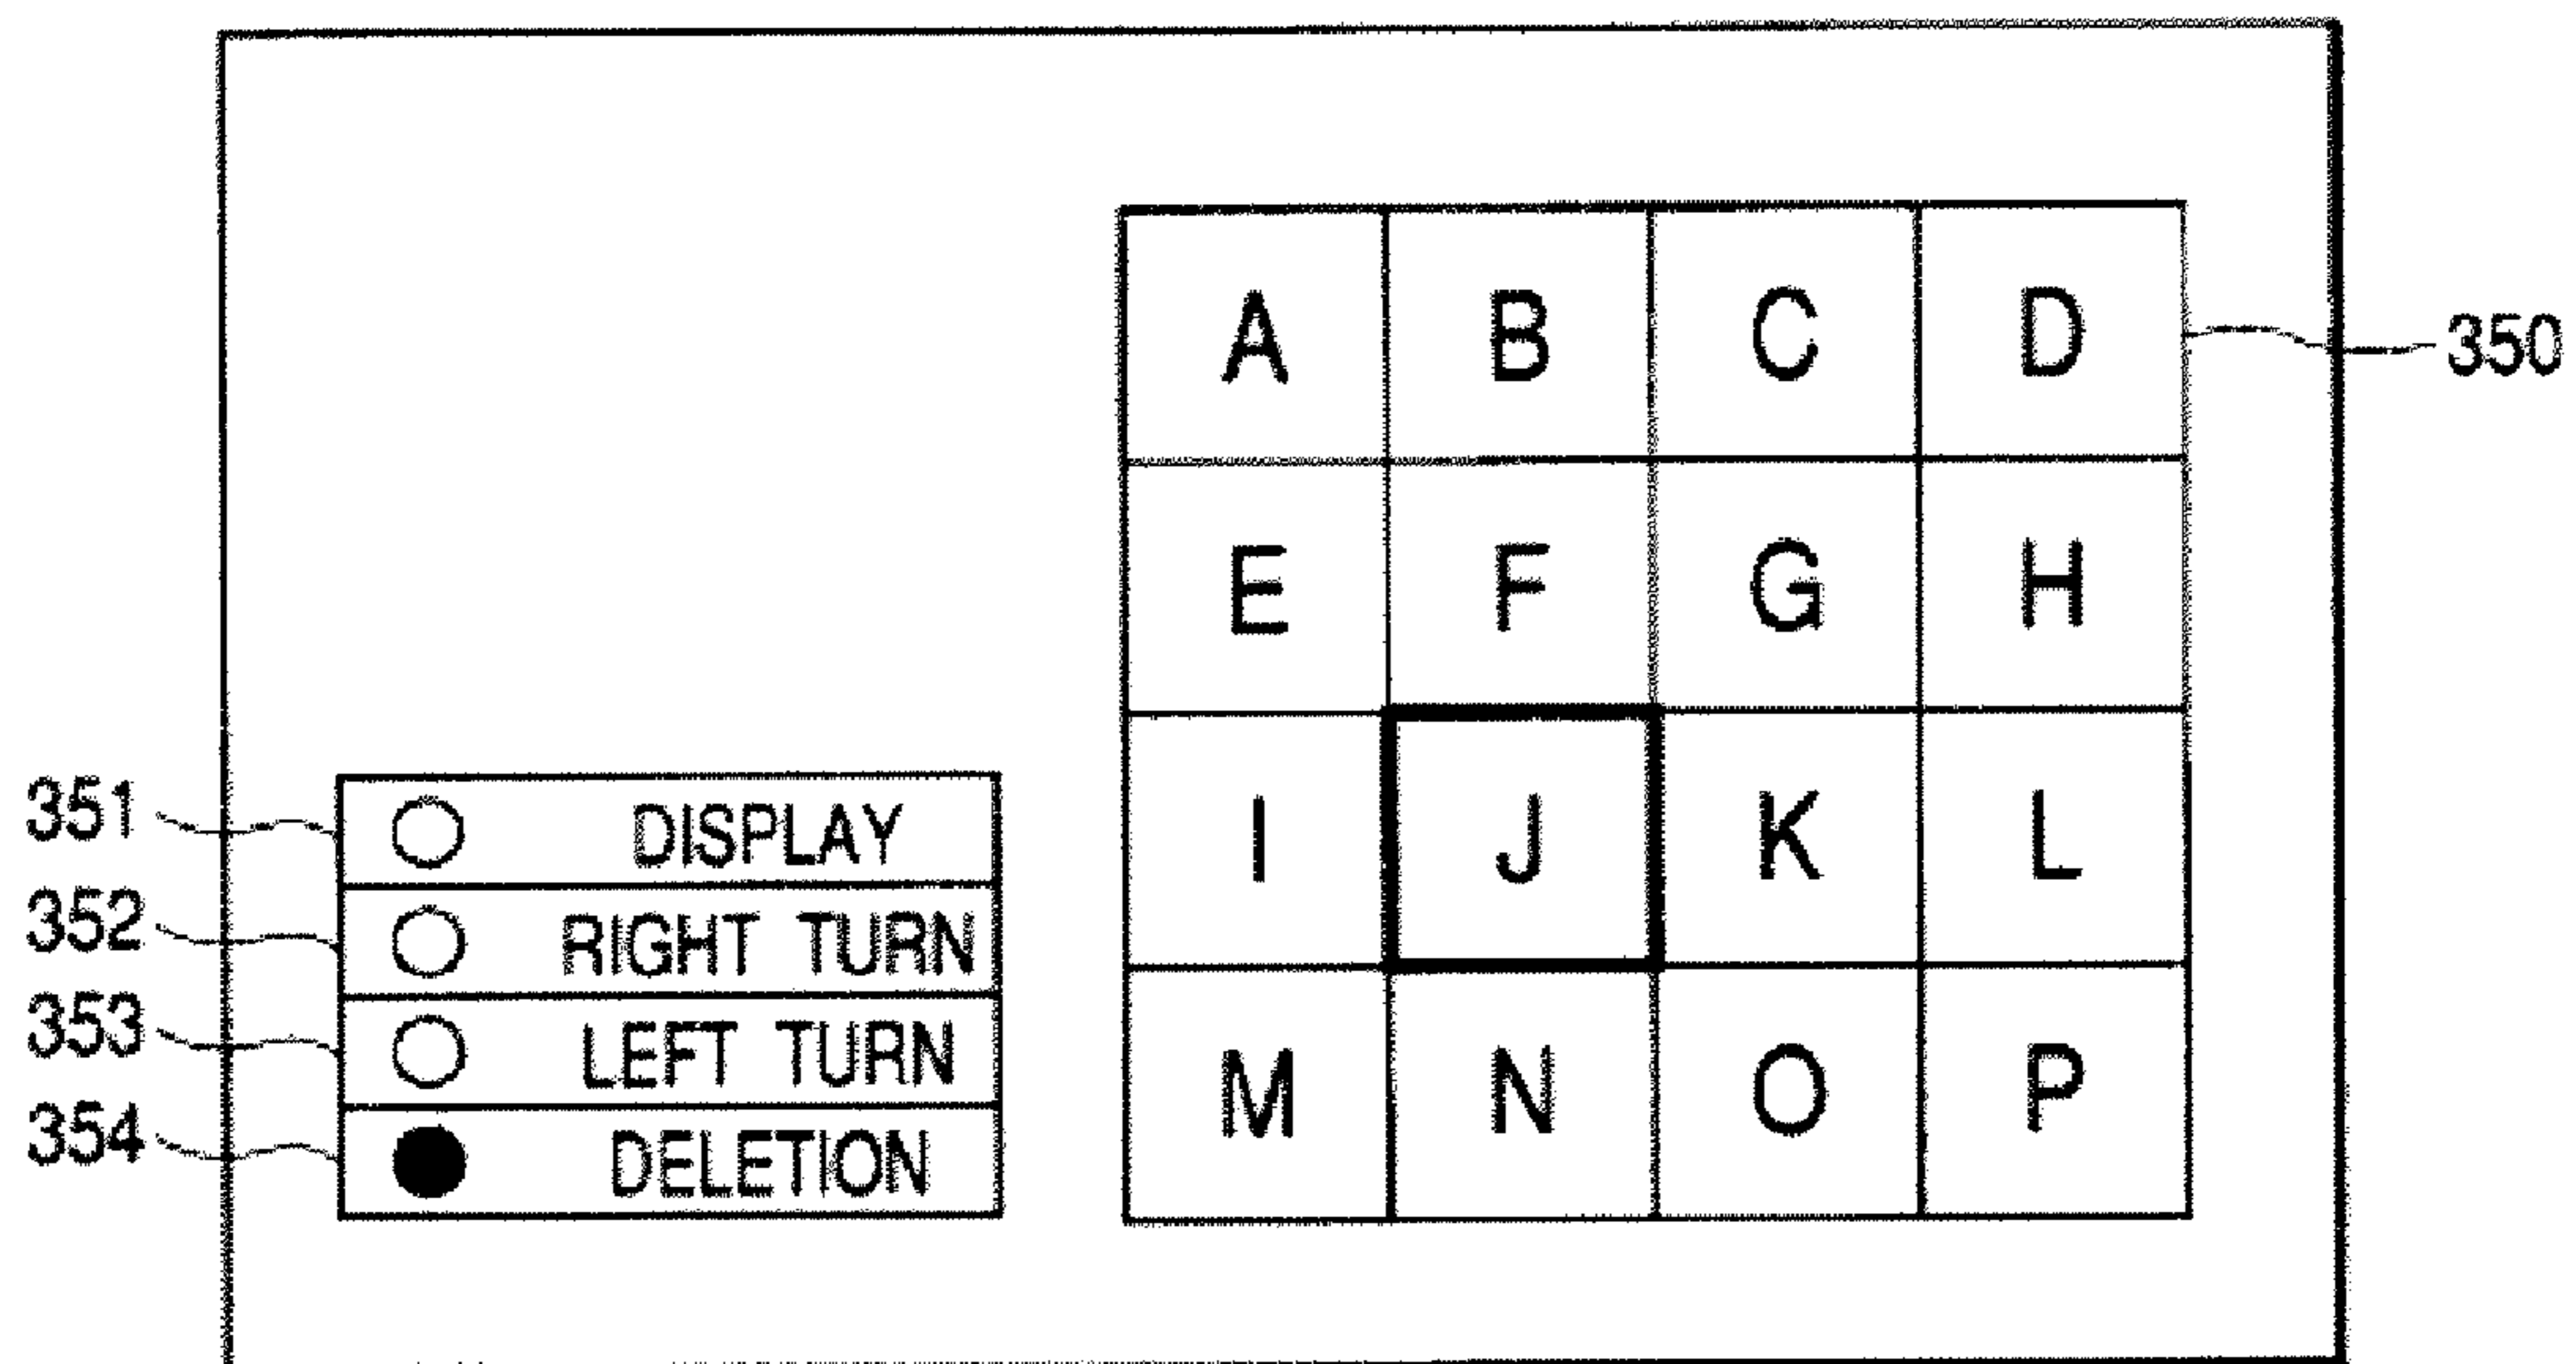 A B C D
350
E F G H
I J K L
M N O P
351 DISPLAY
352 RIGHT TURN
353 LEFT TURN
354 DELETION